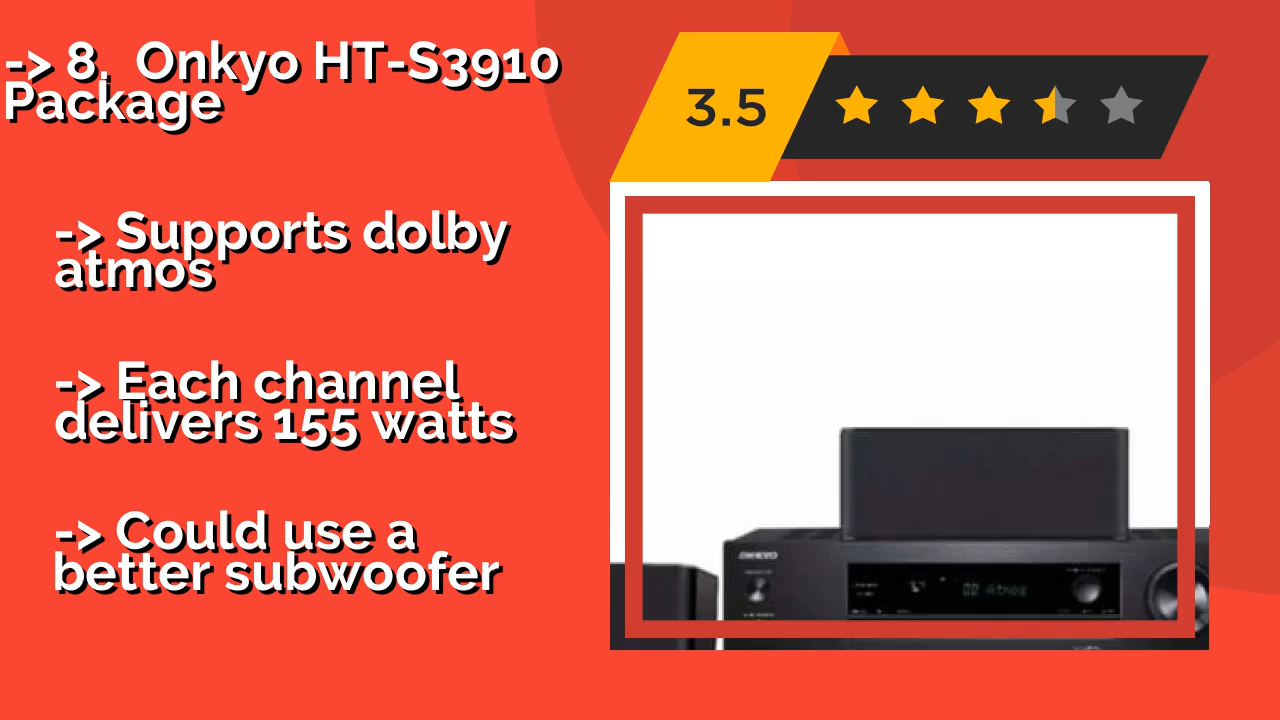 -> 8.  Onkyo HT-S3910
Package
3.5
-> Supports dolby
atmos
-> Each channel
delivers 155 watts
-> Could use a
better subwoofer
ONKYO
DD Atmos